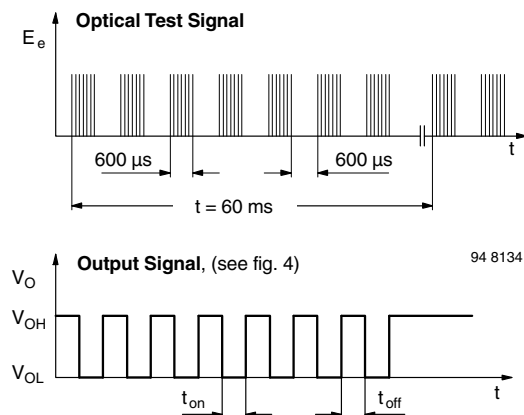 Optical Test Signal
E e
600 µs 600 µs
t
t = 60 ms
Output Signal, (see fig. 4)
94 8134
V O
V OH
V OL
t on t off
t